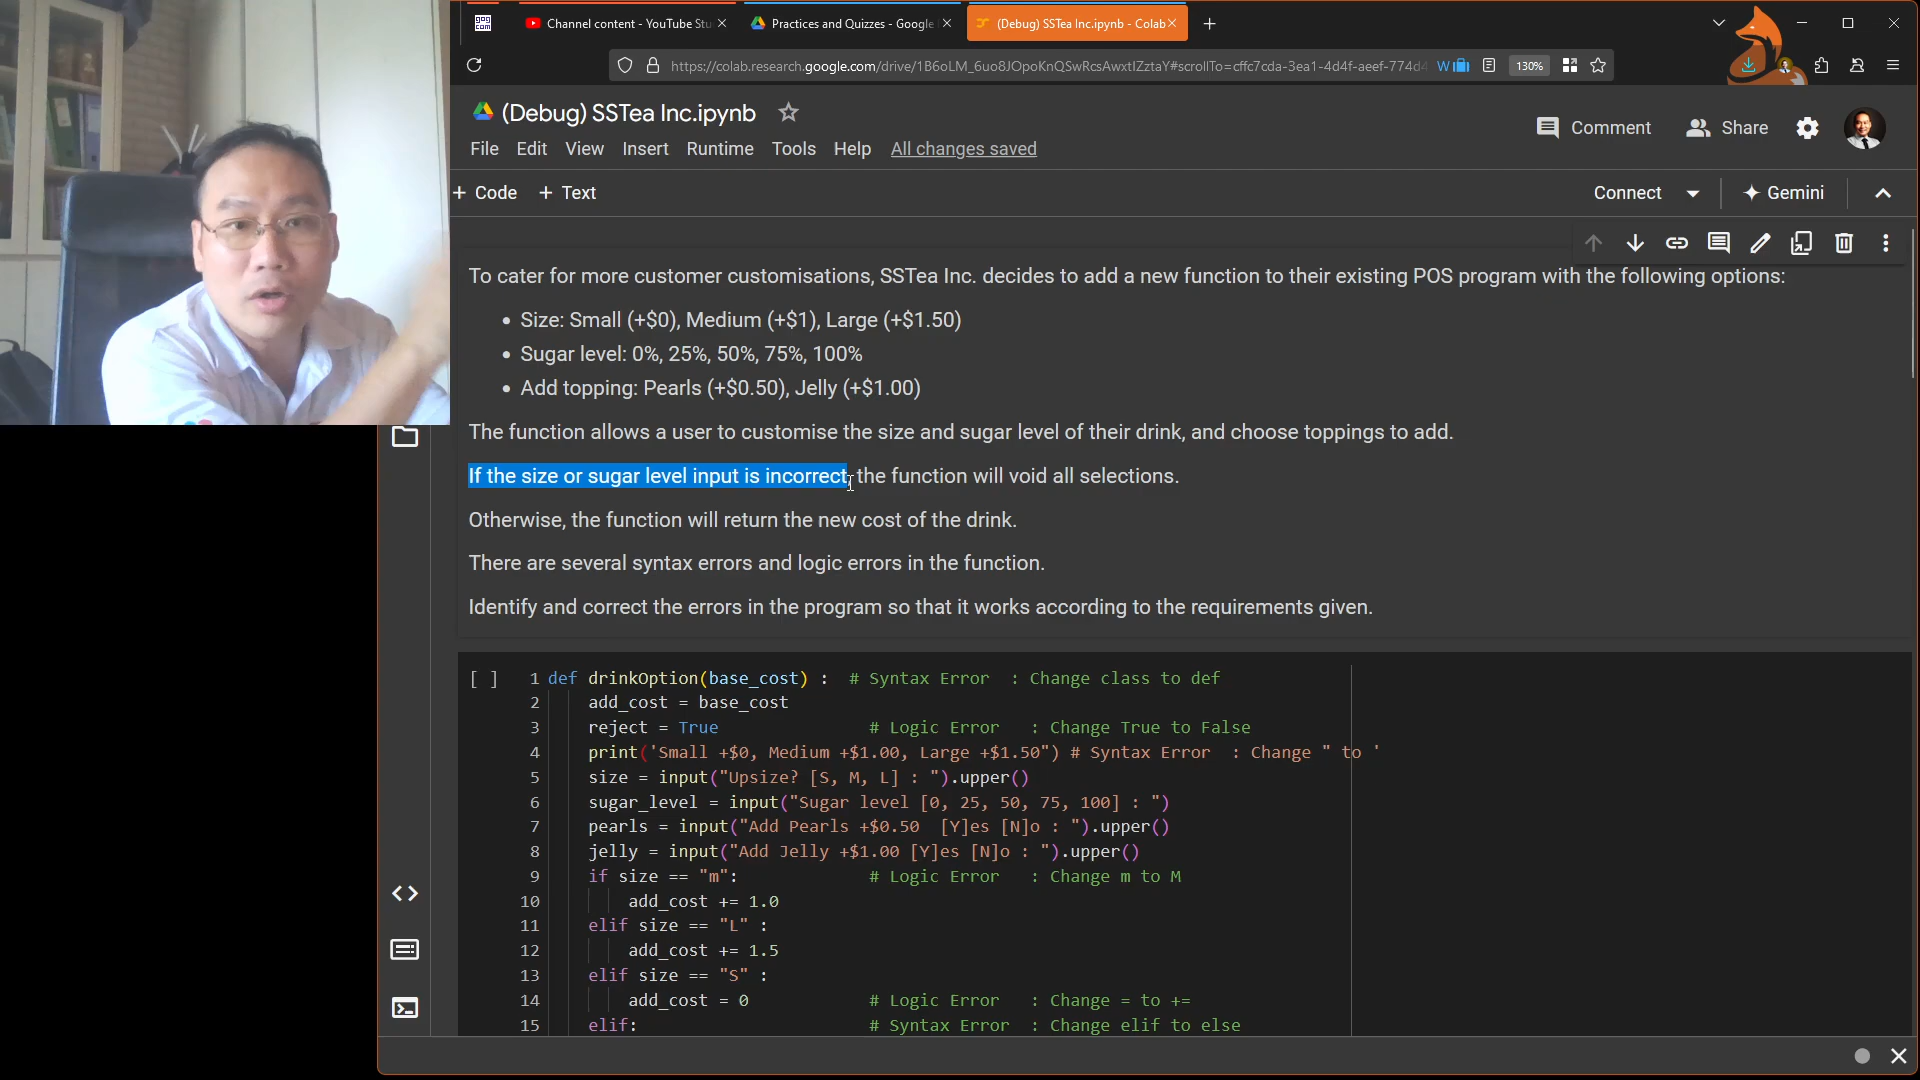 Channel content - YouTube Stu
Practices and Quizzes - Google
(Debug) SSTea Inc.ipynb - Colab
https://colab.research.google.com/drive/1B6oLM_6uo8JOpoKnQSwRcsAwxtIZztaY#scrollTo=cffc7cda-3ea1-4d4f-aeef-774d4
130%
(Debug) SSTea Inc.ipynb
Comment
Share
File Edit View Insert Runtime Tools Help All changes saved
+ Code + Text
Connect
Gemini
To cater for more customer customisations, SSTea Inc. decides to add a new function to their existing POS program with the following options:
• Size: Small (+$0), Medium (+$1), Large (+$1.50)
• Sugar level: 0%, 25%, 50%, 75%, 100%
• Add topping: Pearls (+$0.50), Jelly (+$1.00)
The function allows a user to customise the size and sugar level of their drink, and choose toppings to add.
If the size or sugar level input is incorrect, the function will void all selections.
Otherwise, the function will return the new cost of the drink.
There are several syntax errors and logic errors in the function.
Identify and correct the errors in the program so that it works according to the requirements given.
[ ] 1 def drinkOption(base_cost) : # Syntax Error : Change class to def
2 add_cost = base_cost
3 reject = True # Logic Error : Change True to False
4 print('Small +$0, Medium +$1.00, Large +$1.50") # Syntax Error : Change " to '
5 size = input("Upsize? [S, M, L] : ").upper()
6 sugar_level = input("Sugar level [0, 25, 50, 75, 100] : ")
7 pearls = input("Add Pearls +$0.50 [Y]es [N]o : ").upper()
8 jelly = input("Add Jelly +$1.00 [Y]es [N]o : ").upper()
9 if size == "m": # Logic Error : Change m to M
10 add_cost += 1.0
11 elif size == "L" :
12 add_cost += 1.5
13 elif size == "S" :
14 add_cost = 0 # Logic Error : Change = to +=
15 elif: # Syntax Error : Change elif to else